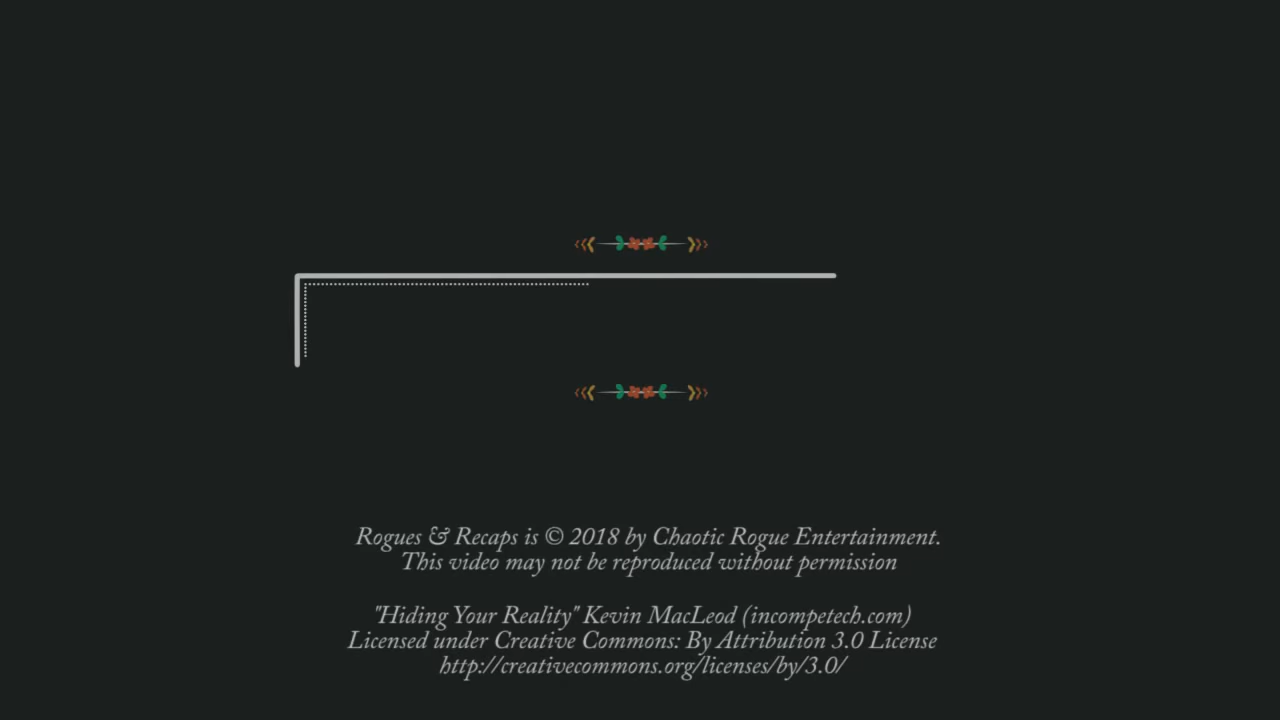 Rogues & Recaps is © 2018 by Chaotic Rogue Entertainment.
This video may not be reproduced without permission
"Hiding Your Reality" Kevin MacLeod (incompetech.com)
Licensed under Creative Commons: By Attribution 3.0 License
http://creativecommons.org/licenses/by/3.0/